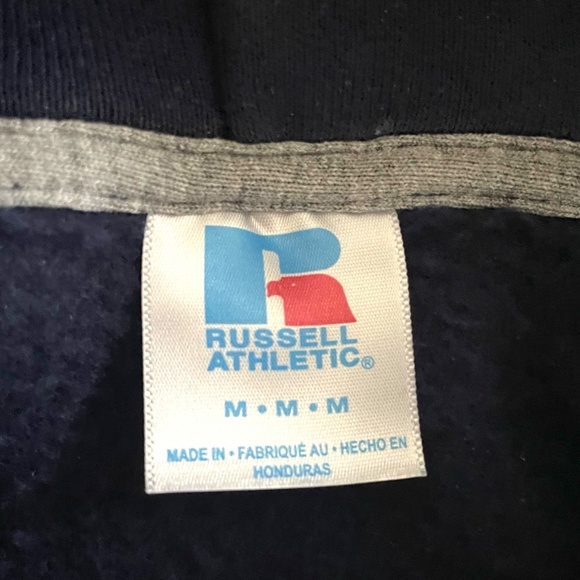 RUSSELL
ATHLETIC®
M • M • M
MADE IN • FABRIQUÉ AU • HECHO EN
HONDURAS